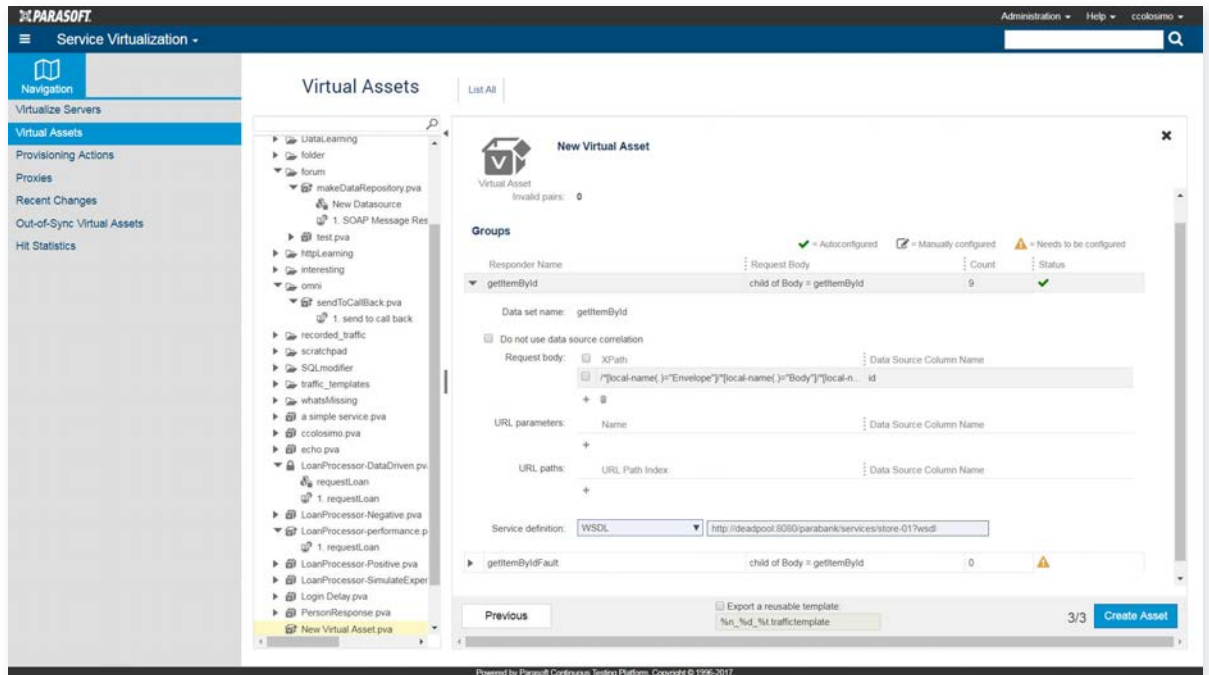 PARASOFT.
Administration Help ccolosimo
Service Virtualization
Navigation
Virtualize Servers
Virtual Assets
Provisioning Actions
Proxies
Recent Changes
Out-of-Sync Virtual Assets
Hit Statistics
Virtual Assets
List All
DataLearning
folder
forum
makeDataRepository.pva
New Datasource
1. SOAP Message Res
test.pva
httpLearning
interesting
omni
sendToCallBack.pva
1. send to call back
recorded_traffic
scratchpad
SQLmodifier
traffic_templates
whatsMissing
a simple service.pva
ccolosimo.pva
echo.pva
LoanProcessor-DataDriven.pv
requestLoan
1. requestLoan
LoanProcessor-Negative.pva
LoanProcessor-performance.p
1. requestLoan
LoanProcessor-Positive.pva
LoanProcessor-SimulateExper
Login Delay.pva
PersonResponse.pva
New Virtual Asset.pva
New Virtual Asset
Virtual Asset
Invalid pairs: 0
Groups
= Autoconfigured = Manually configured = Needs to be configured
Responder Name Request Body Count Status
getItemById child of Body = getItemById 9
Data set name: getItemById
Do not use data source correlation
Request body: XPath Data Source Column Name
/*[local-name(.)="Envelope"]/*[local-name(.)="Body"]/*[local-n... id
+
URL parameters: Name Data Source Column Name
+
URL paths: URL Path Index Data Source Column Name
+
Service definition: WSDL http://deadpool:8080/parabank/services/store-01?wsdl
getItemByIdFault child of Body = getItemById 0
Previous
Export a reusable template:
%n_%d_%t.traffictemplate
3/3 Create Asset
Powered by Parasoft Continuous Testing Platform. Copyright © 1996-2017